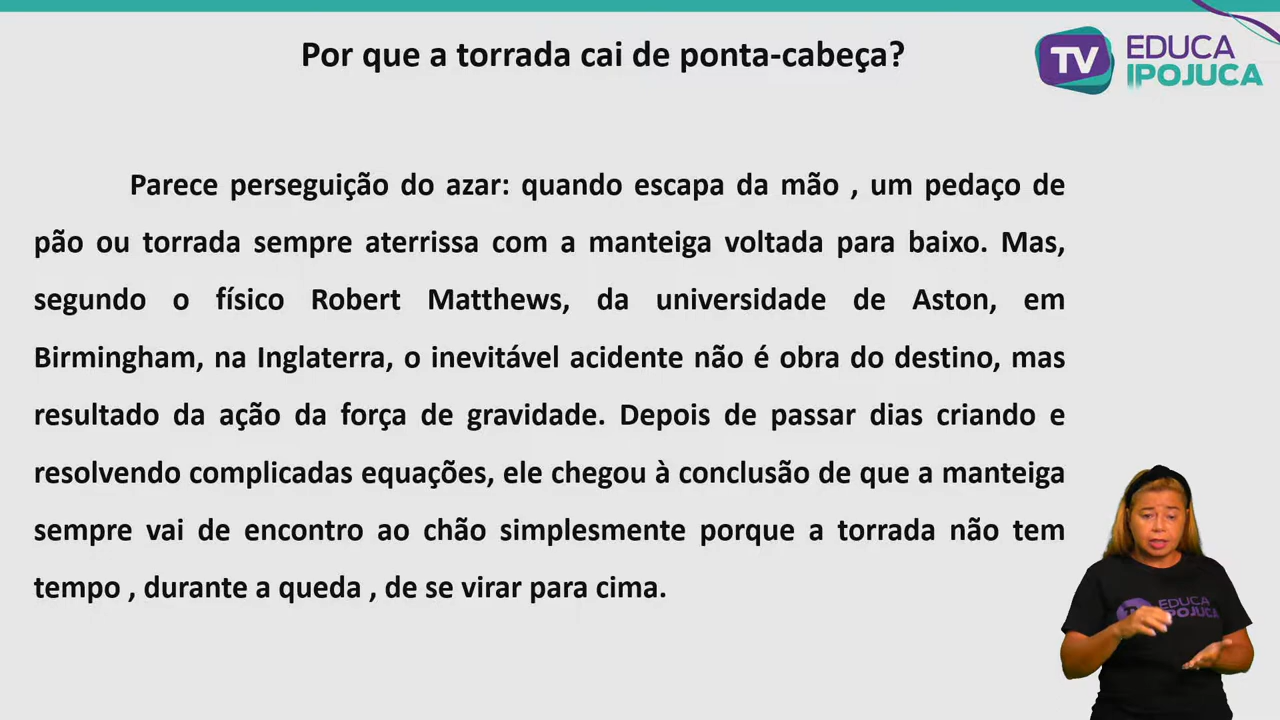 Por que a torrada cai de ponta-cabeça?
TV EDUCA
IPOJUCA
Parece perseguição do azar: quando escapa da mão , um pedaço de
pão ou torrada sempre aterrissa com a manteiga voltada para baixo. Mas,
segundo o físico Robert Matthews, da universidade de Aston, em
Birmingham, na Inglaterra, o inevitável acidente não é obra do destino, mas
resultado da ação da força de gravidade. Depois de passar dias criando e
resolvendo complicadas equações, ele chegou à conclusão de que a manteiga
sempre vai de encontro ao chão simplesmente porque a torrada não tem
tempo , durante a queda , de se virar para cima.
TV EDUCA
IPOJUCA